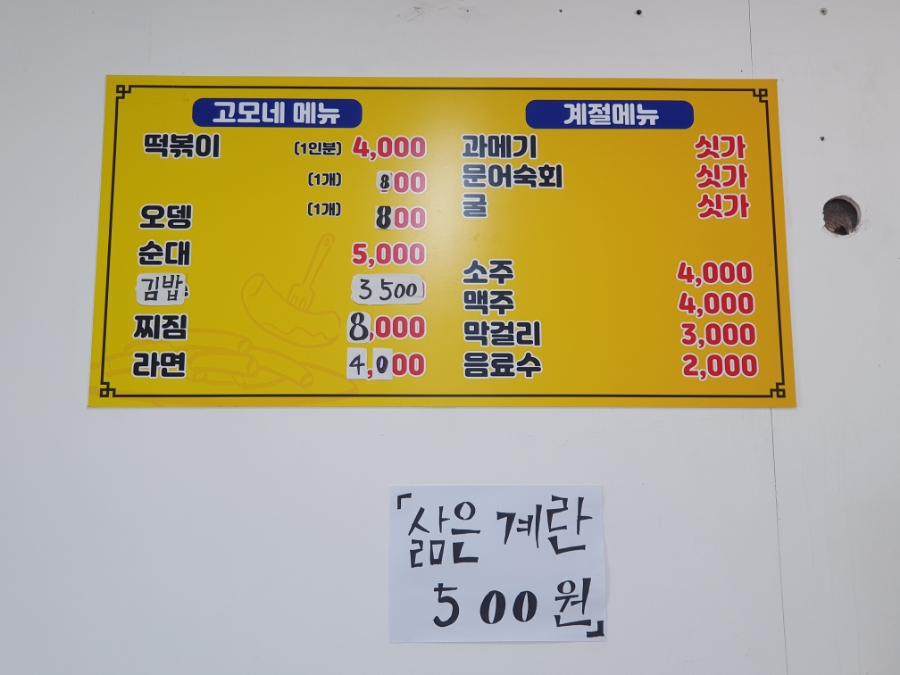 고모네 메뉴
떡볶이 (1인분) 4,000
(1개) 800
오뎅 (1개) 800
순대 5,000
김밥 3500
찌짐 8,000
라면 4,000
계절메뉴
과메기 싯가
문어숙회 싯가
굴 싯가
소주 4,000
맥주 4,000
막걸리 3,000
음료수 2,000
「삶은 계란
500원」